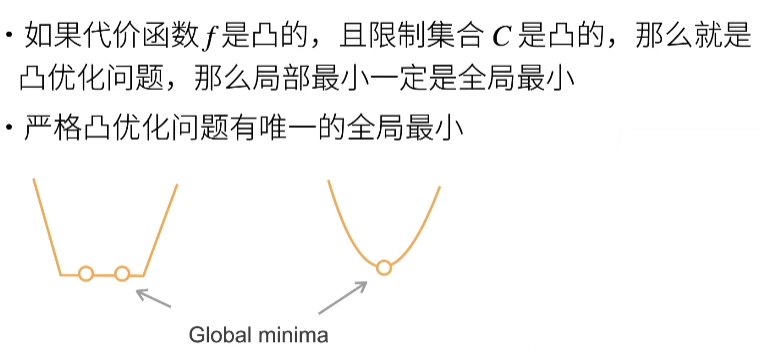 • 如果代价函数f是凸的，且限制集合 C 是凸的，那么就是
凸优化问题，那么局部最小一定是全局最小
• 严格凸优化问题有唯一的全局最小
Global minima